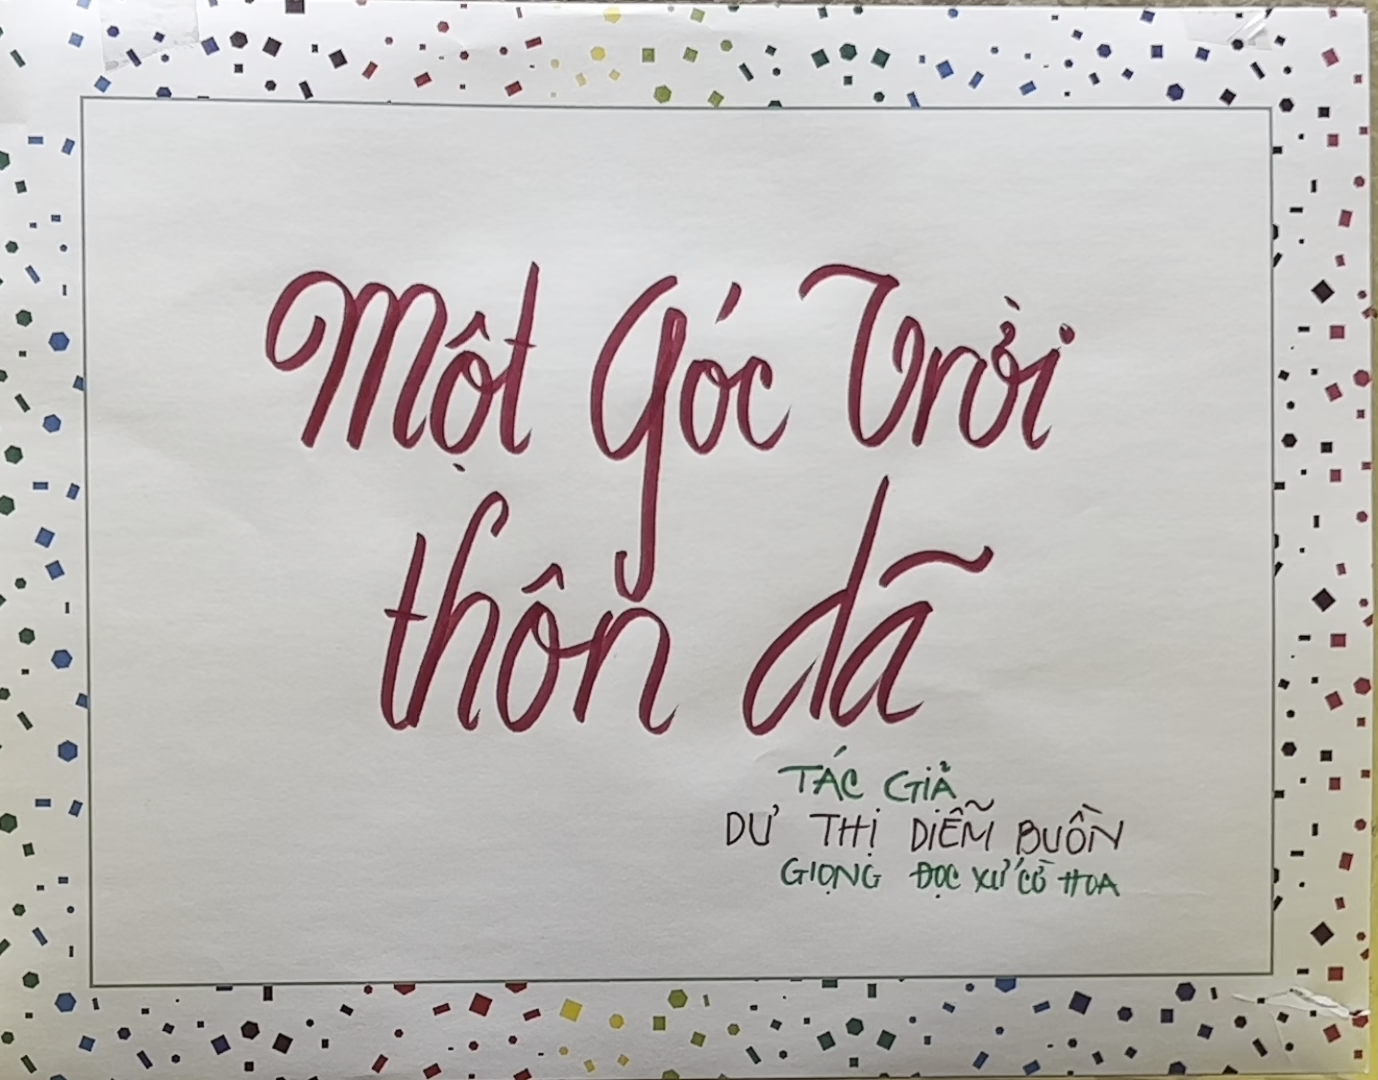 Một Góc Trời
thôn dã
TÁC GIẢ
DƯ THỊ DIỄM BUỒN
GIỌNG ĐỌC XỨ CỎ HOA